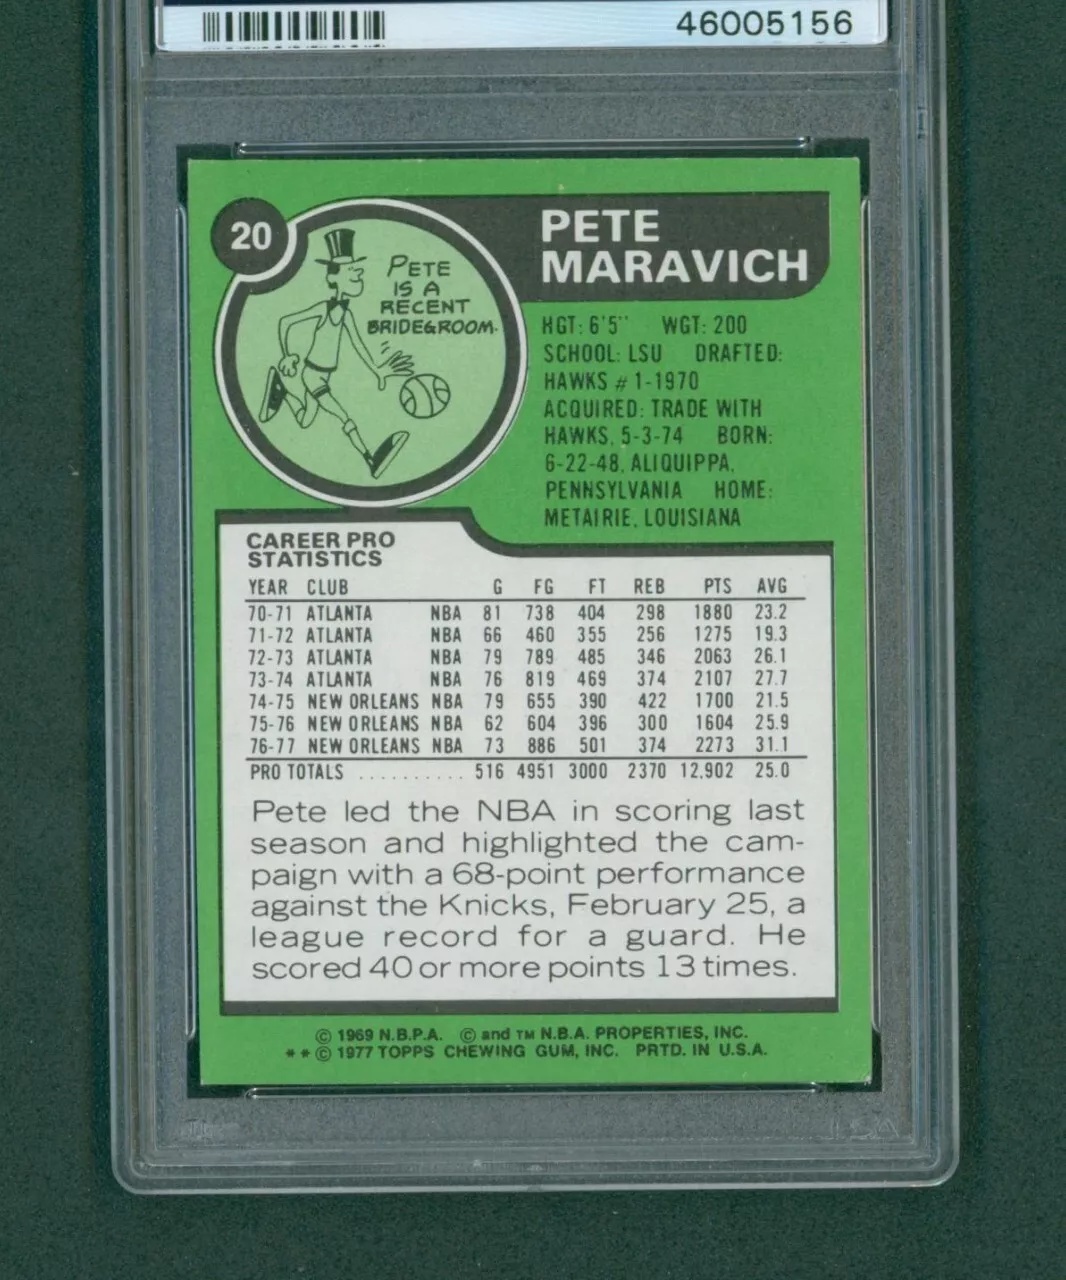 46005156
20
PETE
MARAVICH
PETE
IS A
RECENT
BRIDEGROOM.
HGT: 6'5" WGT: 200
SCHOOL: LSU DRAFTED:
HAWKS # 1-1970
ACQUIRED: TRADE WITH
HAWKS, 5-3-74 BORN:
6-22-48, ALIQUIPPA,
PENNSYLVANIA HOME:
METAIRIE, LOUISIANA
CAREER PRO
STATISTICS
YEAR CLUB G FG FT REB PTS AVG
70-71 ATLANTA NBA 81 738 404 298 1880 23.2
71-72 ATLANTA NBA 66 460 355 256 1275 19.3
72-73 ATLANTA NBA 79 789 485 346 2063 26.1
73-74 ATLANTA NBA 76 819 469 374 2107 27.7
74-75 NEW ORLEANS NBA 79 655 390 422 1700 21.5
75-76 NEW ORLEANS NBA 62 604 396 300 1604 25.9
76-77 NEW ORLEANS NBA 73 886 501 374 2273 31.1
PRO TOTALS .......... 516 4951 3000 2370 12,902 25.0
Pete led the NBA in scoring last
season and highlighted the cam-
paign with a 68-point performance
against the Knicks, February 25, a
league record for a guard. He
scored 40 or more points 13 times.
© 1969 N.B.P.A. © and TM N.B.A. PROPERTIES, INC.
** © 1977 TOPPS CHEWING GUM, INC. PRTD. IN U.S.A.